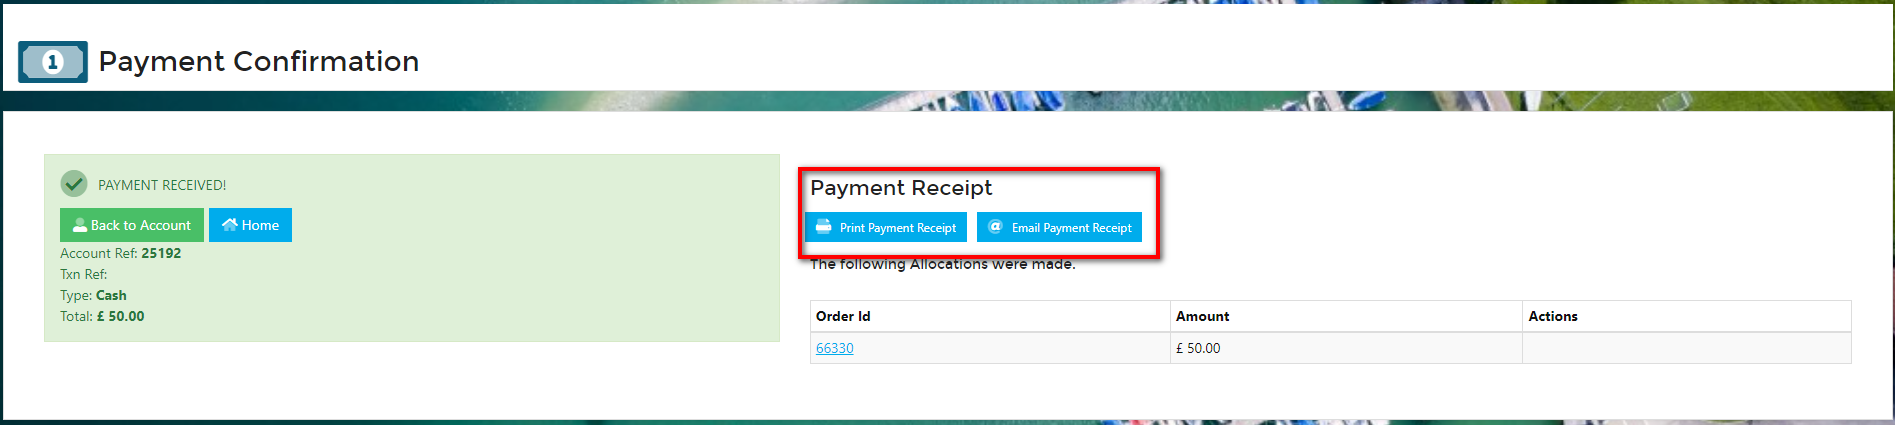 1 Payment Confirmation
PAYMENT RECEIVED!
Back to Account Home
Account Ref: 25192
Txn Ref:
Type: Cash
Total: £ 50.00
Payment Receipt
Print Payment Receipt @ Email Payment Receipt
The following Allocations were made.
Order Id Amount Actions
66330 £ 50.00